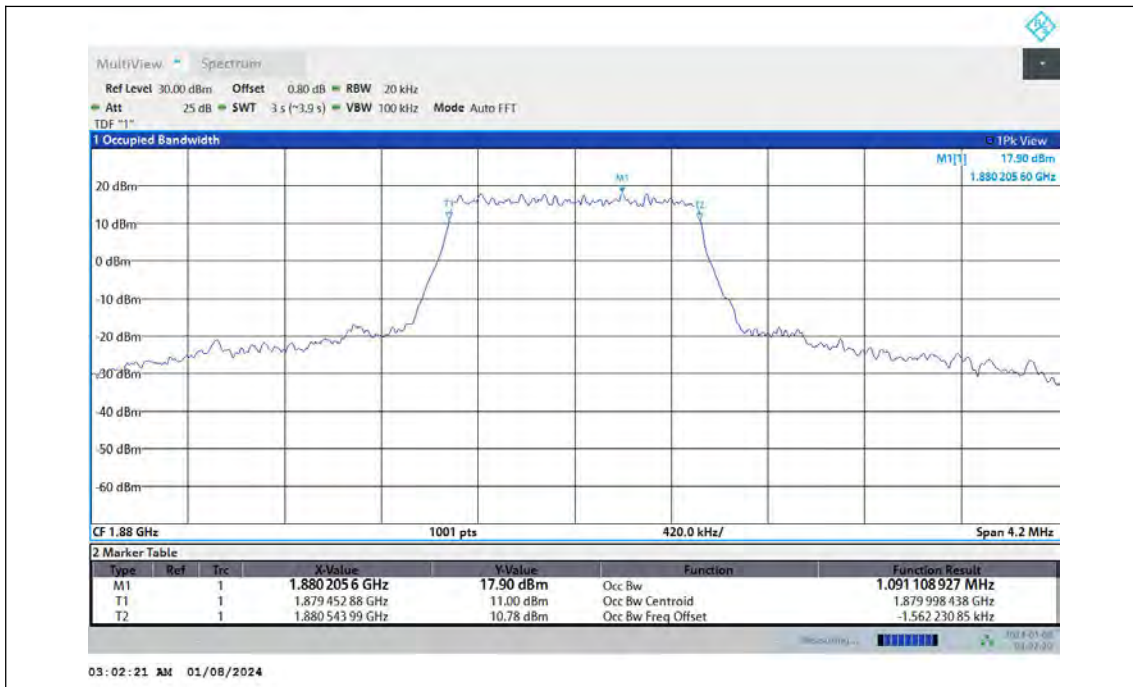 R&S
MultiView Spectrum
Ref Level 30.00 dBm Offset 0.80 dB RBW 20 kHz
Att 25 dB SWT 3 s (~3.9 s) VBW 100 kHz Mode Auto FFT
TDF "1"
1 Occupied Bandwidth 1Pk View
M1[1] 17.90 dBm
1.880 205 60 GHz
M1
20 dBm
T1 T2
10 dBm
0 dBm
-10 dBm
-20 dBm
-30 dBm
-40 dBm
-50 dBm
-60 dBm
CF 1.88 GHz 1001 pts 420.0 kHz/ Span 4.2 MHz
2 Marker Table
Type Ref Trc X-Value Y-Value Function Function Result
M1 1 1.880 205 6 GHz 17.90 dBm Occ Bw 1.091 108 927 MHz
T1 1 1.879 452 88 GHz 11.00 dBm Occ Bw Centroid 1.879 998 438 GHz
T2 1 1.880 543 99 GHz 10.78 dBm Occ Bw Freq Offset -1.562 230 85 kHz
Measuring...
03:02:21 AM 01/08/2024